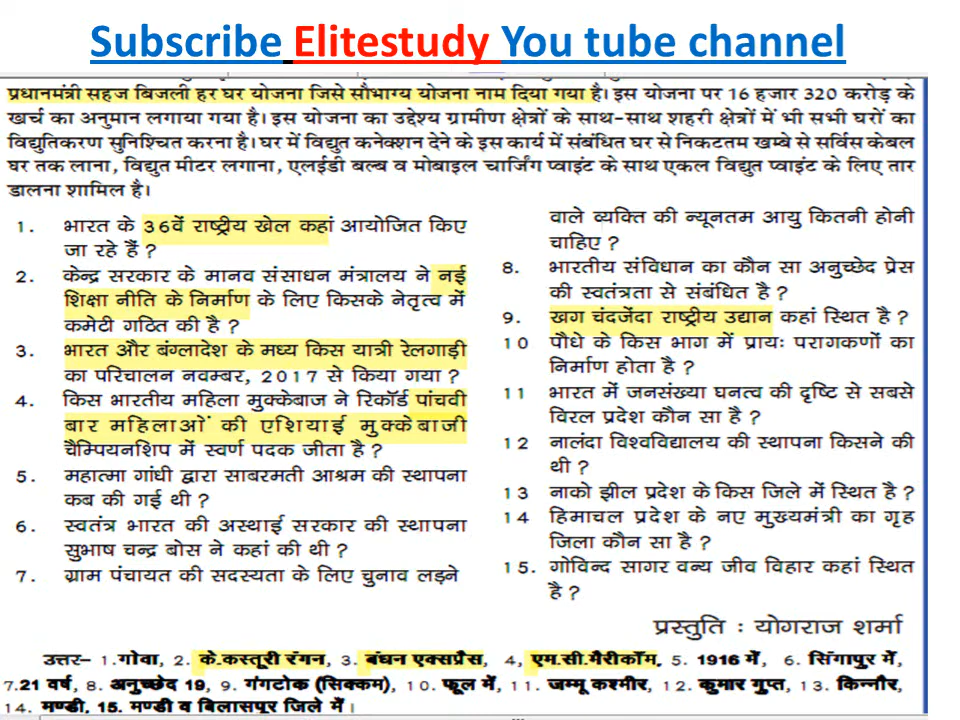 Subscribe Elitestudy You tube channel
प्रधानमंत्री सहज बिजली हर घर योजना जिसे सौभाग्य योजना नाम दिया गया है। इस योजना पर 16 हजार 320 करोड़ के
खर्च का अनुमान लगाया गया है। इस योजना का उद्देश्य ग्रामीण क्षेत्रों के साथ-साथ शहरी क्षेत्रों में भी सभी घरों का
विद्युतिकरण सुनिश्चित करना है। घर में विद्युत कनेक्शन देने के इस कार्य में संबंधित घर से निकटतम खम्बे से सर्विस केबल
घर तक लाना, विद्युत मीटर लगाना, एलईडी बल्ब व मोबाइल चार्जिंग प्वाइंट के साथ एकल विद्युत प्वाइंट के लिए तार
डालना शामिल है।
1. भारत के 36वें राष्ट्रीय खेल कहां आयोजित किए
जा रहे हैं ?
2. केन्द्र सरकार के मानव संसाधन मंत्रालय ने नई
शिक्षा नीति के निर्माण के लिए किसके नेतृत्व में
कमेटी गठित की है ?
3. भारत और बंग्लादेश के मध्य किस यात्री रेलगाड़ी
का परिचालन नवम्बर, 2017 से किया गया ?
4. किस भारतीय महिला मुक्केबाज ने रिकॉर्ड पांचवी
बार महिलाओं की एशियाई मुक्केबाजी
चैम्पियनशिप में स्वर्ण पदक जीता है ?
5. महात्मा गांधी द्वारा साबरमती आश्रम की स्थापना
कब की गई थी ?
6. स्वतंत्र भारत की अस्थाई सरकार की स्थापना
सुभाष चन्द्र बोस ने कहां की थी ?
7. ग्राम पंचायत की सदस्यता के लिए चुनाव लड़ने
वाले व्यक्ति की न्यूनतम आयु कितनी होनी
चाहिए ?
8. भारतीय संविधान का कौन सा अनुच्छेद प्रेस
की स्वतंत्रता से संबंधित है ?
9. खग चंदजेंदा राष्ट्रीय उद्यान कहां स्थित है ?
10 पौधे के किस भाग में प्रायः परागकणों का
निर्माण होता है ?
11 भारत में जनसंख्या घनत्व की दृष्टि से सबसे
विरल प्रदेश कौन सा है ?
12 नालंदा विश्वविद्यालय की स्थापना किसने की
थी ?
13 नाको झील प्रदेश के किस जिले में स्थित है ?
14 हिमाचल प्रदेश के नए मुख्यमंत्री का गृह
जिला कौन सा है ?
15. गोविन्द सागर वन्य जीव विहार कहां स्थित
है ?
प्रस्तुति : योगराज शर्मा
उत्तर- 1.गोवा, 2. के.कस्तूरी रंगन, 3. बंधन एक्सप्रैस, 4, एम.सी.मैरीकॉम, 5. 1916 में, 6. सिंगापुर में,
7.21 वर्ष, 8. अनुच्छेद 19, 9. गंगटोक (सिक्कम), 10. फूल में, 11. जम्मू कश्मीर, 12. कुमार गुप्त, 13. किन्नौर,
14. मण्डी, 15. मण्डी व बिलासपुर जिले में।